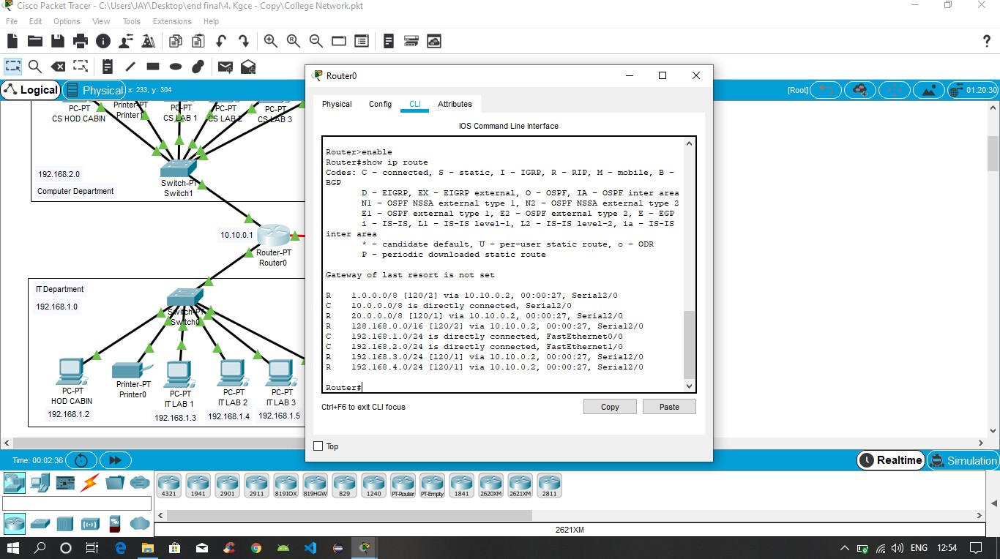 Cisco Packet Tracer - C:\Users\JAY\Desktop\end final\4. Kgce - Copy\College Network.pkt
File Edit Options View Tools Extensions Help
?
Logical Physical x: 233, y: 304 [Root] 01:20:30
PC-PT
CS HOD CABIN
Printer-PT
Printer1
PC-PT
CS LAB 1
PC-PT
CS LAB 2
PC-PT
CS LAB 3
192.168.2.0
Computer Department
Switch-PT
Switch1
10.10.0.1
Router-PT
Router0
IT Department
192.168.1.0
Switch-PT
Switch0
PC-PT
HOD CABIN
192.168.1.2
Printer-PT
Printer0
PC-PT
IT LAB 1
192.168.1.3
PC-PT
IT LAB 2
192.168.1.4
PC-PT
IT LAB 3
192.168.1.5
Router0
Physical Config CLI Attributes
IOS Command Line Interface
Router>enable
Router#show ip route
Codes: C - connected, S - static, I - IGRP, R - RIP, M - mobile, B -
BGP
D - EIGRP, EX - EIGRP external, O - OSPF, IA - OSPF inter area
N1 - OSPF NSSA external type 1, N2 - OSPF NSSA external type 2
E1 - OSPF external type 1, E2 - OSPF external type 2, E - EGP
i - IS-IS, L1 - IS-IS level-1, L2 - IS-IS level-2, ia - IS-IS
inter area
* - candidate default, U - per-user static route, o - ODR
P - periodic downloaded static route
Gateway of last resort is not set
R 1.0.0.0/8 [120/2] via 10.10.0.2, 00:00:27, Serial2/0
C 10.0.0.0/8 is directly connected, Serial2/0
R 20.0.0.0/8 [120/1] via 10.10.0.2, 00:00:27, Serial2/0
R 128.168.0.0/16 [120/2] via 10.10.0.2, 00:00:27, Serial2/0
C 192.168.1.0/24 is directly connected, FastEthernet0/0
C 192.168.2.0/24 is directly connected, FastEthernet1/0
R 192.168.3.0/24 [120/1] via 10.10.0.2, 00:00:27, Serial2/0
R 192.168.4.0/24 [120/1] via 10.10.0.2, 00:00:27, Serial2/0
Router#
Ctrl+F6 to exit CLI focus Copy Paste
Top
Time: 00:02:36 Realtime Simulation
4321 1941 2901 2911 819IOX 819HGW 829 1240 PT-Router PT-Empty 1841 2620XM 2621XM 2811
2621XM
ENG 12:54